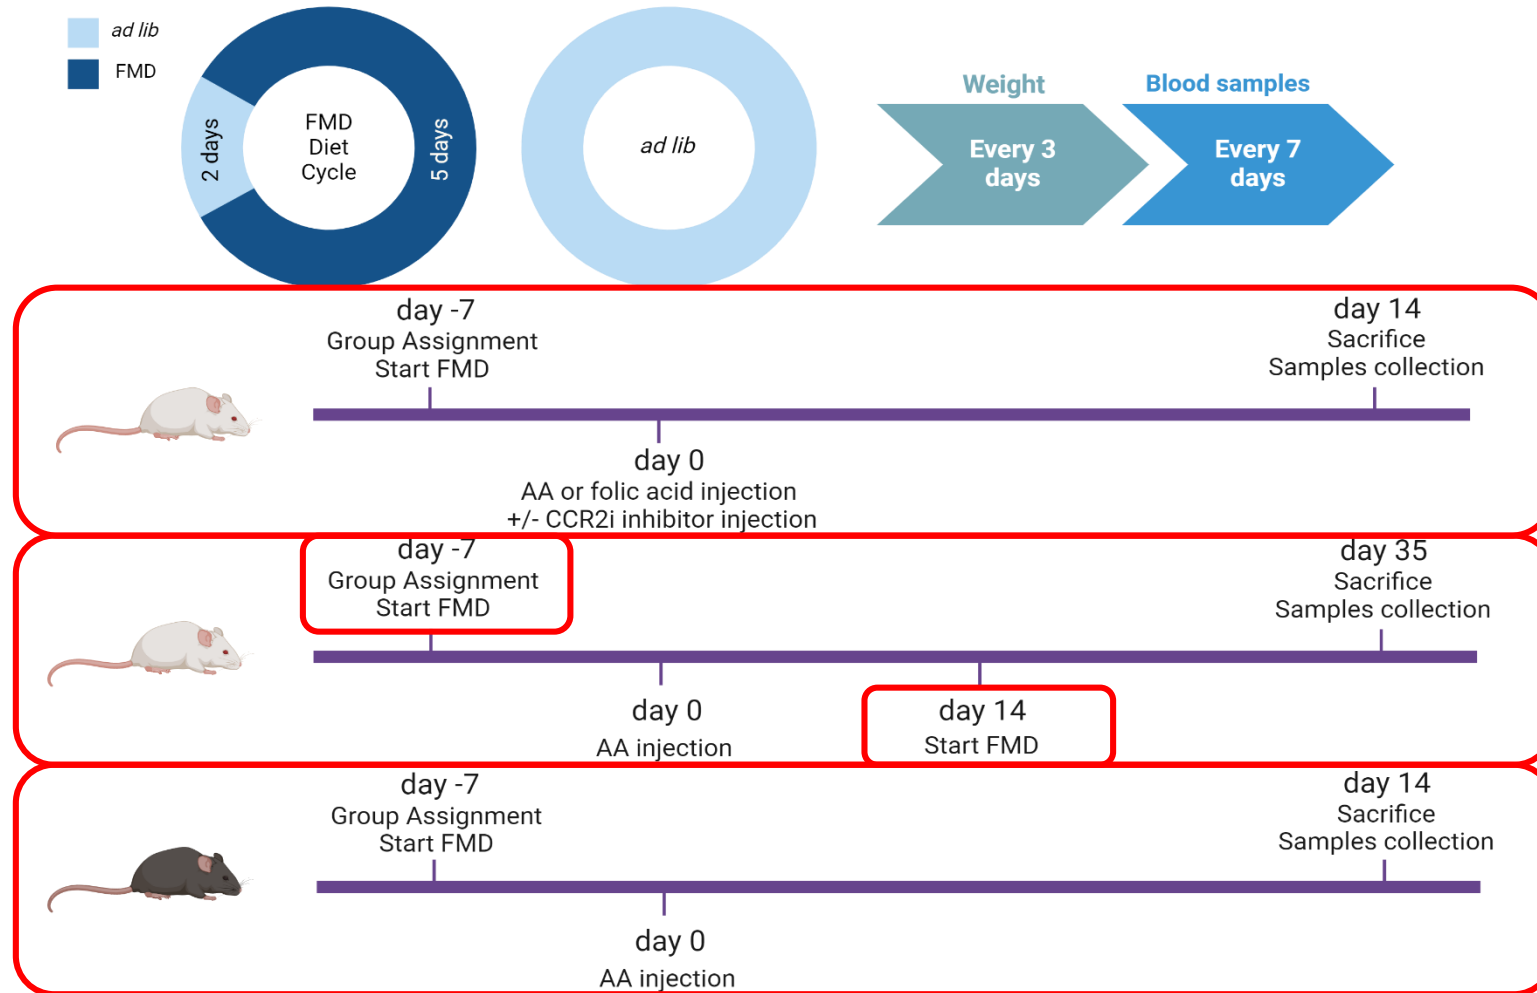 ad lib
FMD
2 days
FMD
Diet
Cycle
5 days
ad lib
Weight
Every 3
days
Blood samples
Every 7
days
day -7
Group Assignment
Start FMD
day 14
Sacrifice
Samples collection
day 0
AA or folic acid injection
+/- CCR2i inhibitor injection
day -7
Group Assignment
Start FMD
day 35
Sacrifice
Samples collection
day 0
AA injection
day 14
Start FMD
day -7
Group Assignment
Start FMD
day 14
Sacrifice
Samples collection
day 0
AA injection